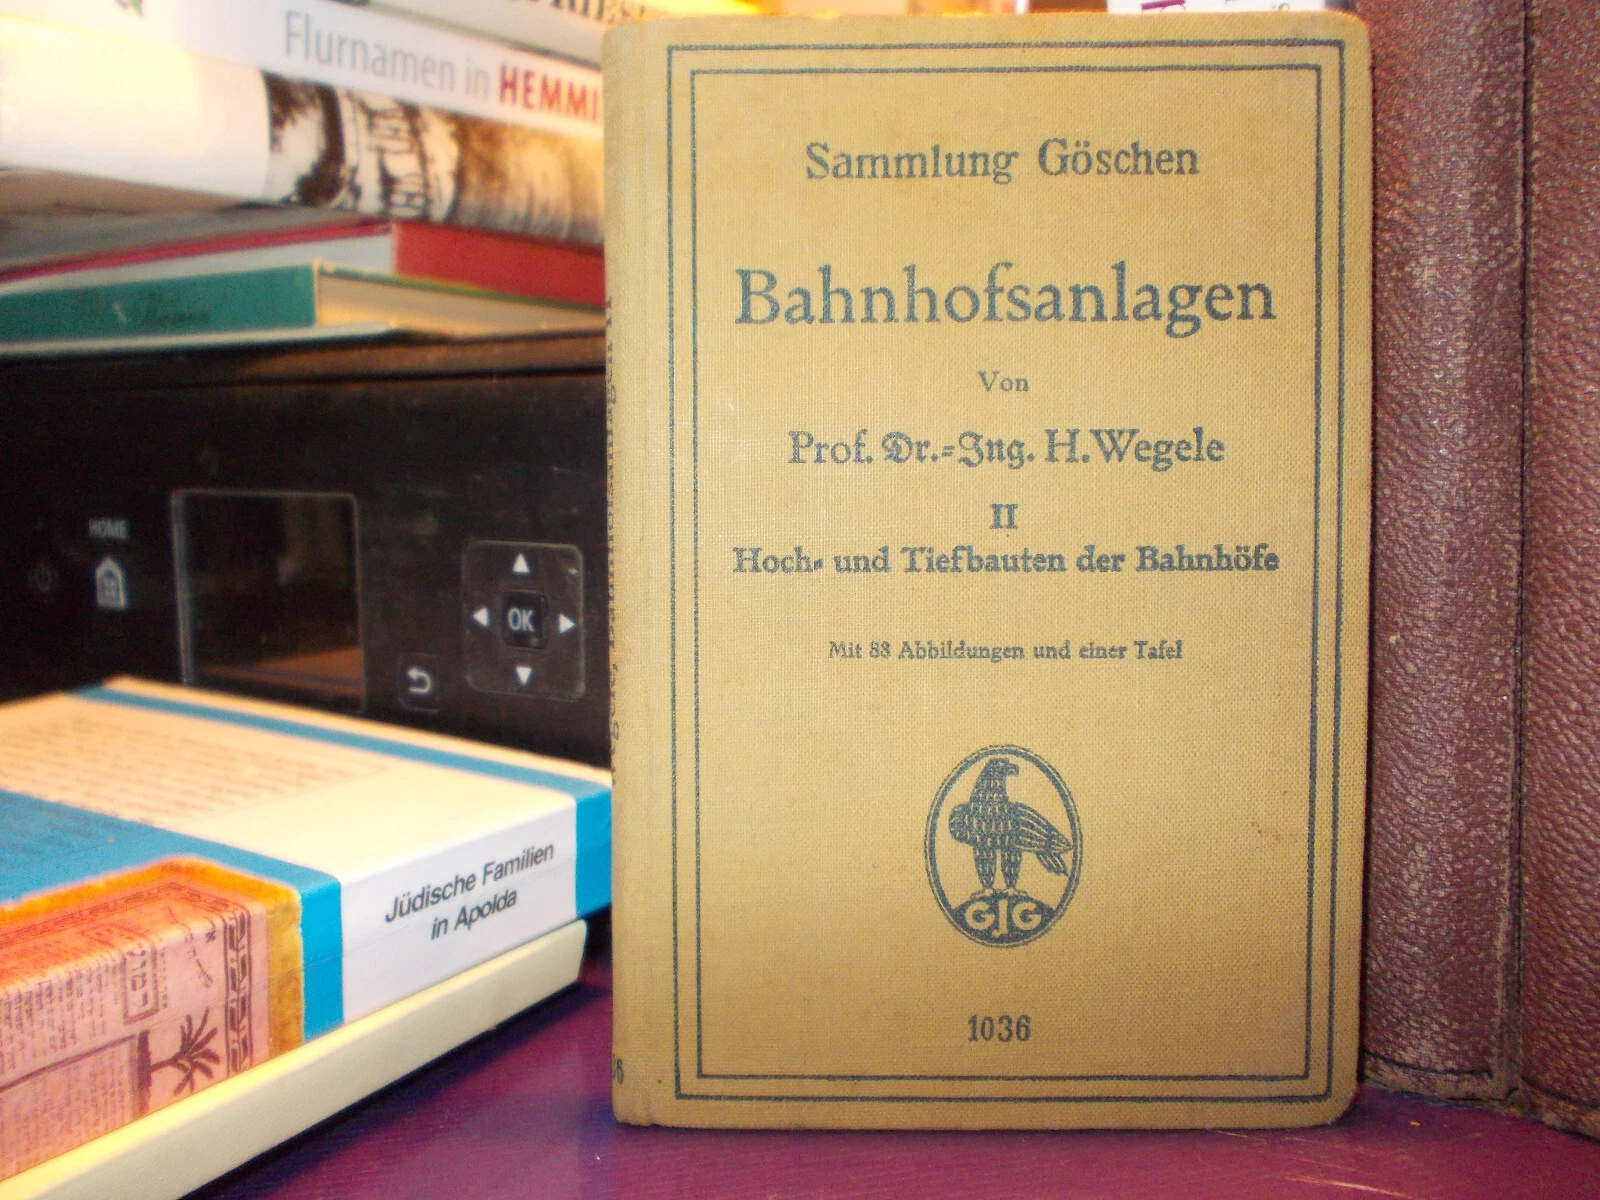 Flurnamen in HEMMI
HOME
OK
Jüdische Familien
in Apolda
Sammlung Göschen
Bahnhofsanlagen
Von
Prof. Dr.=Ing. H. Wegele
II
Hoch- und Tiefbauten der Bahnhöfe
Mit 88 Abbildungen und einer Tafel
GJG
1036